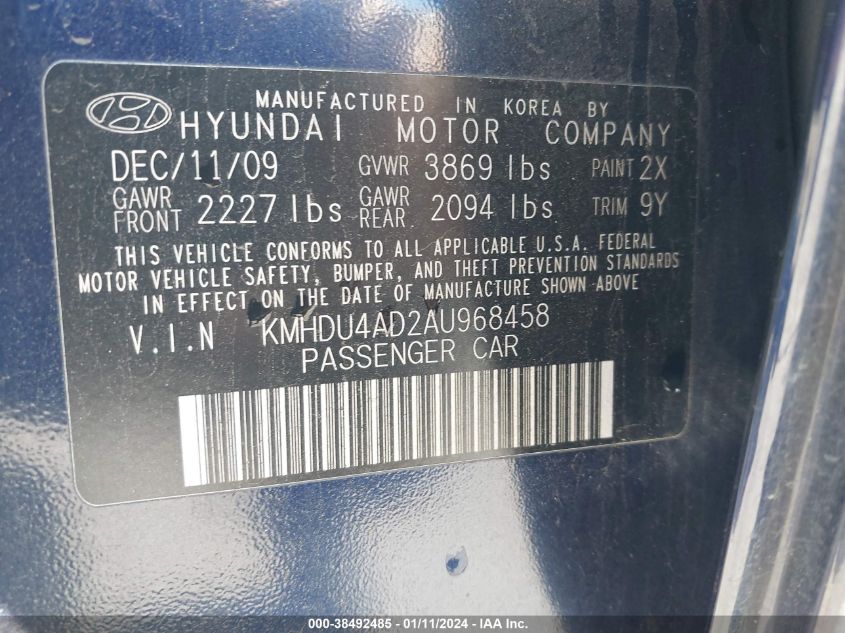 MANUFACTURED IN KOREA BY
HYUNDAI MOTOR COMPANY
DEC/11/09 GVWR 3869 lbs PAINT 2X
GAWR FRONT 2227 lbs GAWR REAR 2094 lbs TRIM 9Y
THIS VEHICLE CONFORMS TO ALL APPLICABLE U.S.A. FEDERAL
MOTOR VEHICLE SAFETY, BUMPER, AND THEFT PREVENTION STANDARDS
IN EFFECT ON THE DATE OF MANUFACTURE SHOWN ABOVE
V.I.N KMHDU4AD2AU968458
PASSENGER CAR
000-38492485 - 01/11/2024 - IAA Inc.